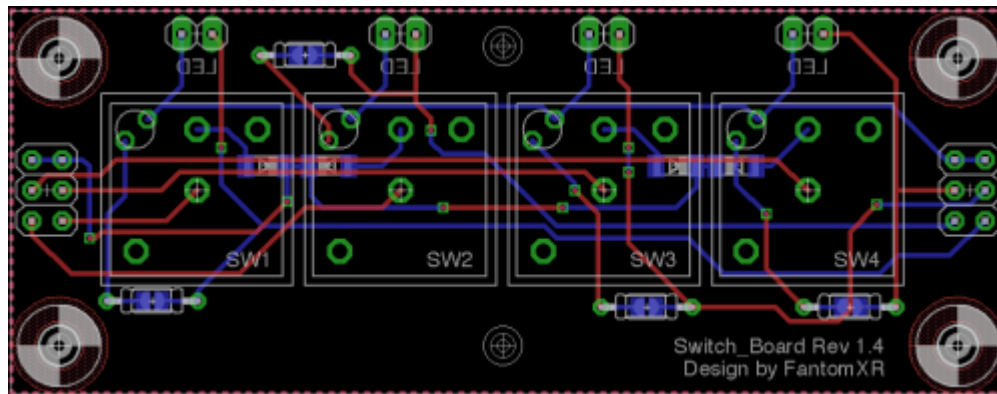 LED LED LED LED
SW1 SW2 SW3 SW4
Switch_Board Rev 1.4
Design by FantomXR